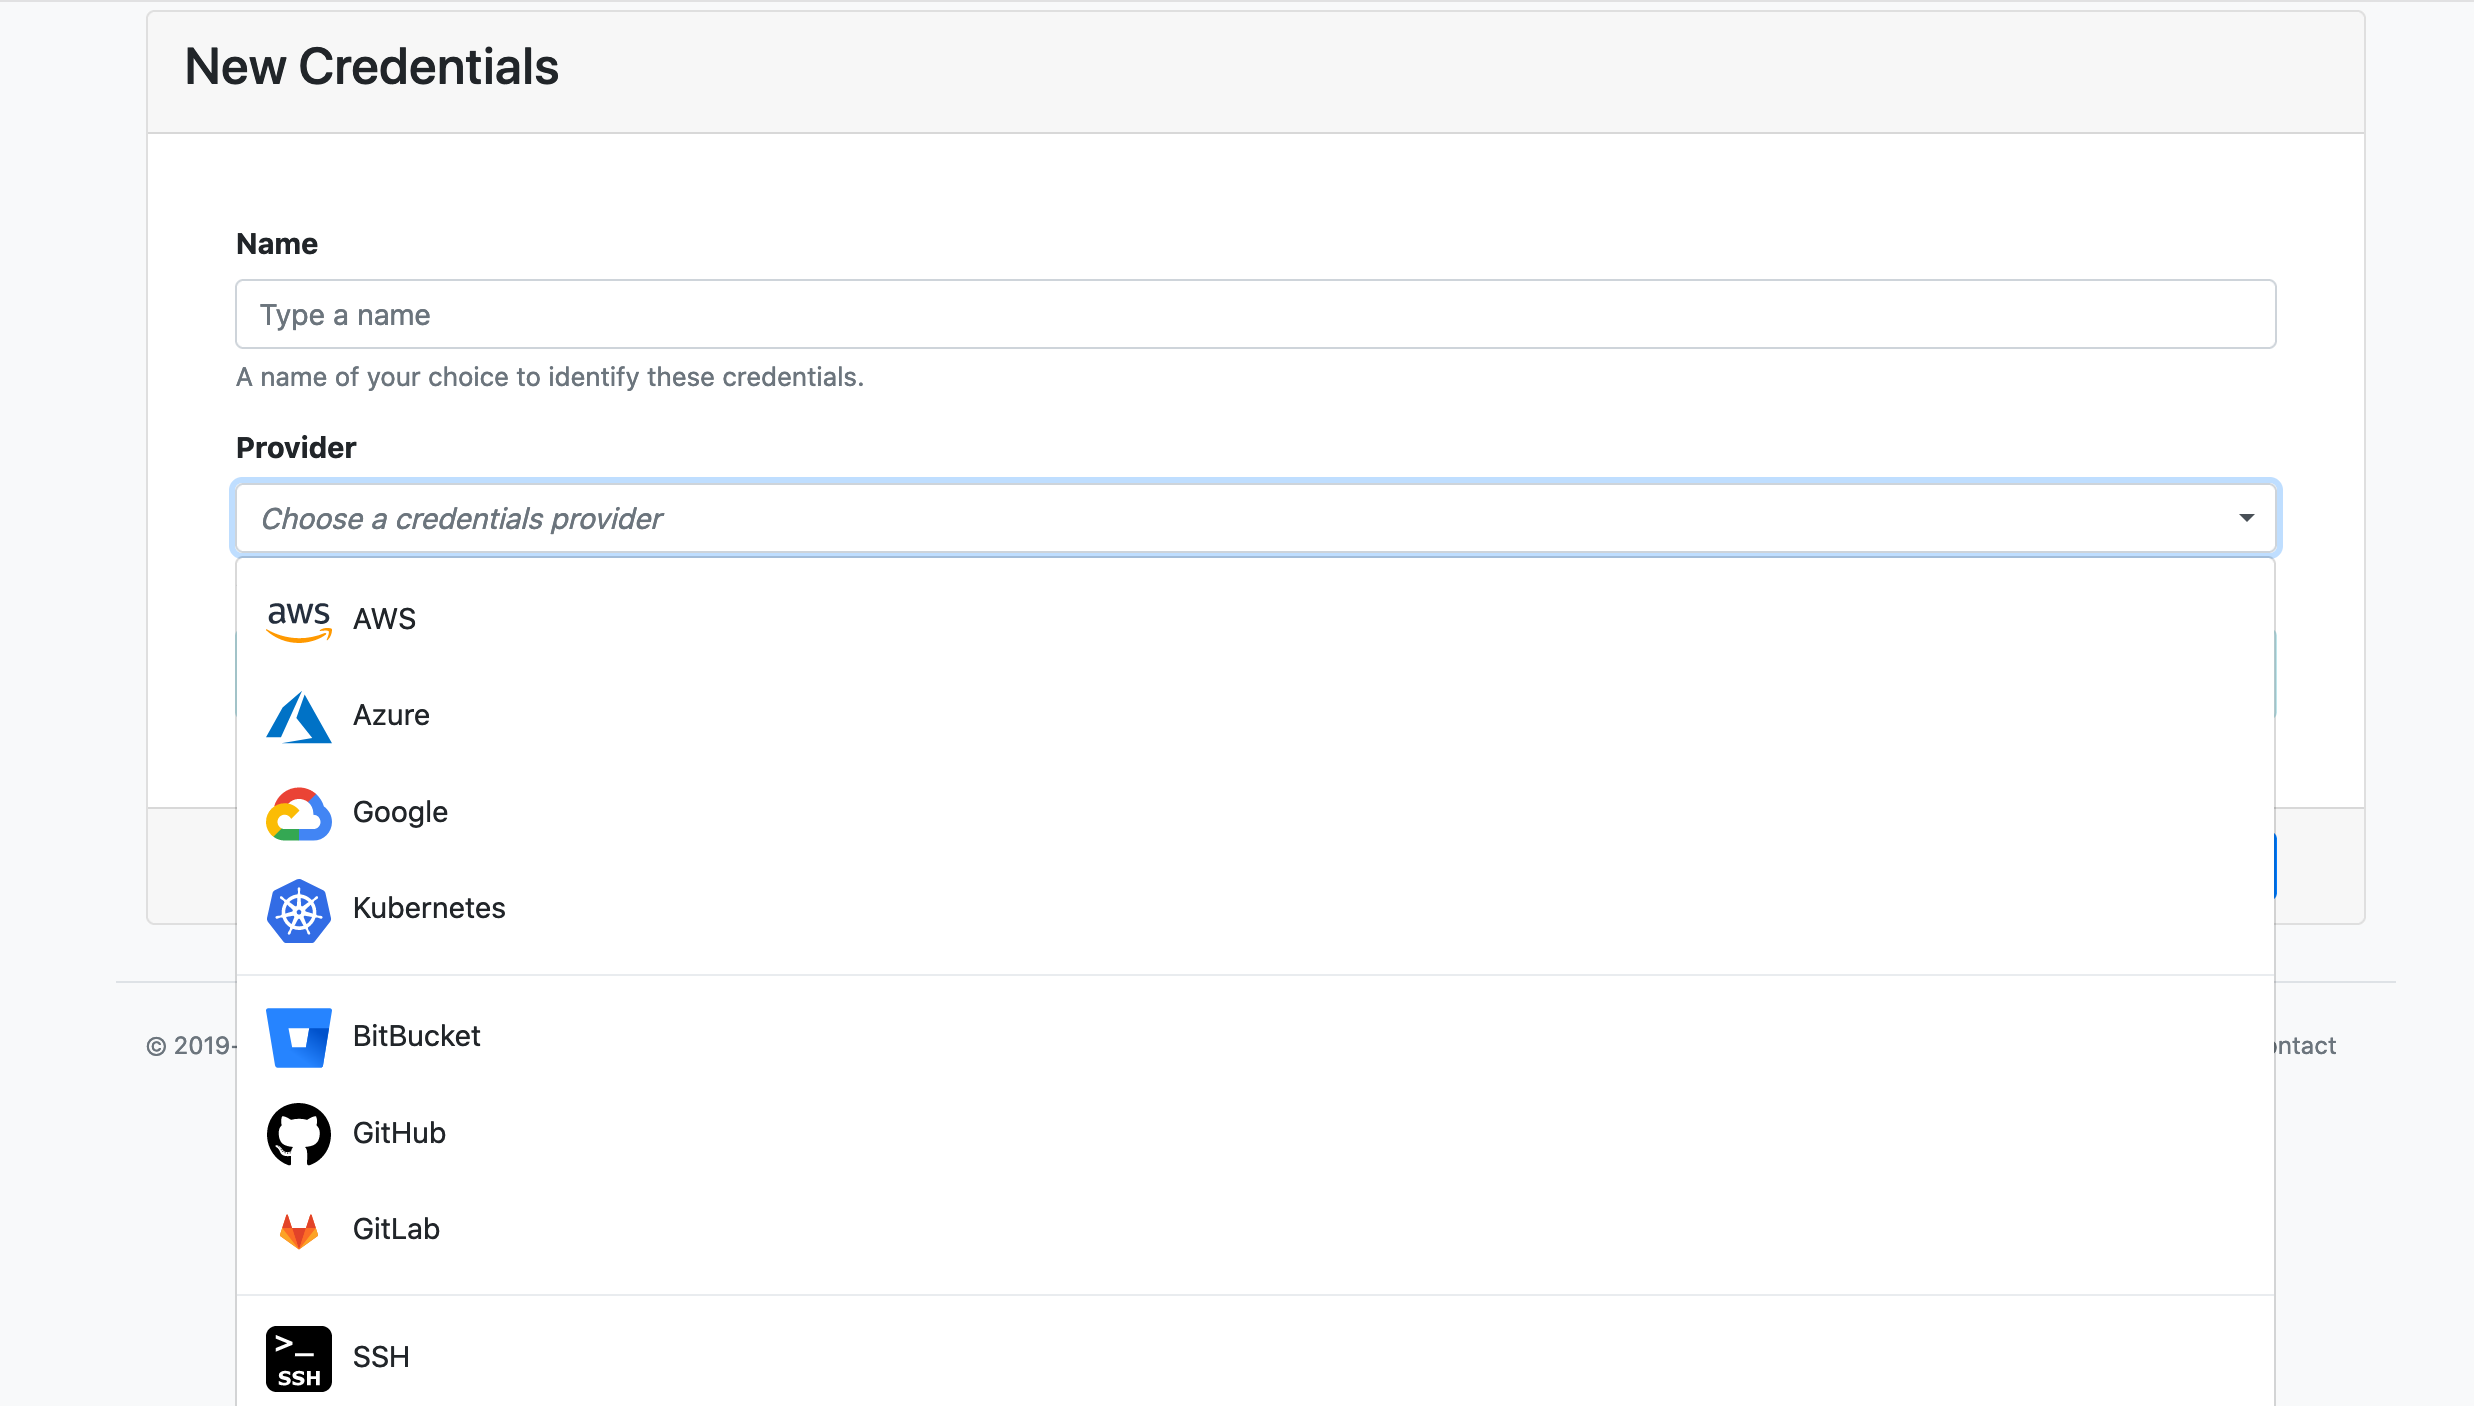 New Credentials
Name
Type a name
A name of your choice to identify these credentials.
Provider
Choose a credentials provider
aws AWS
Azure
Google
Kubernetes
BitBucket
© 2019-
ontact
GitHub
GitLab
>_
SSH SSH